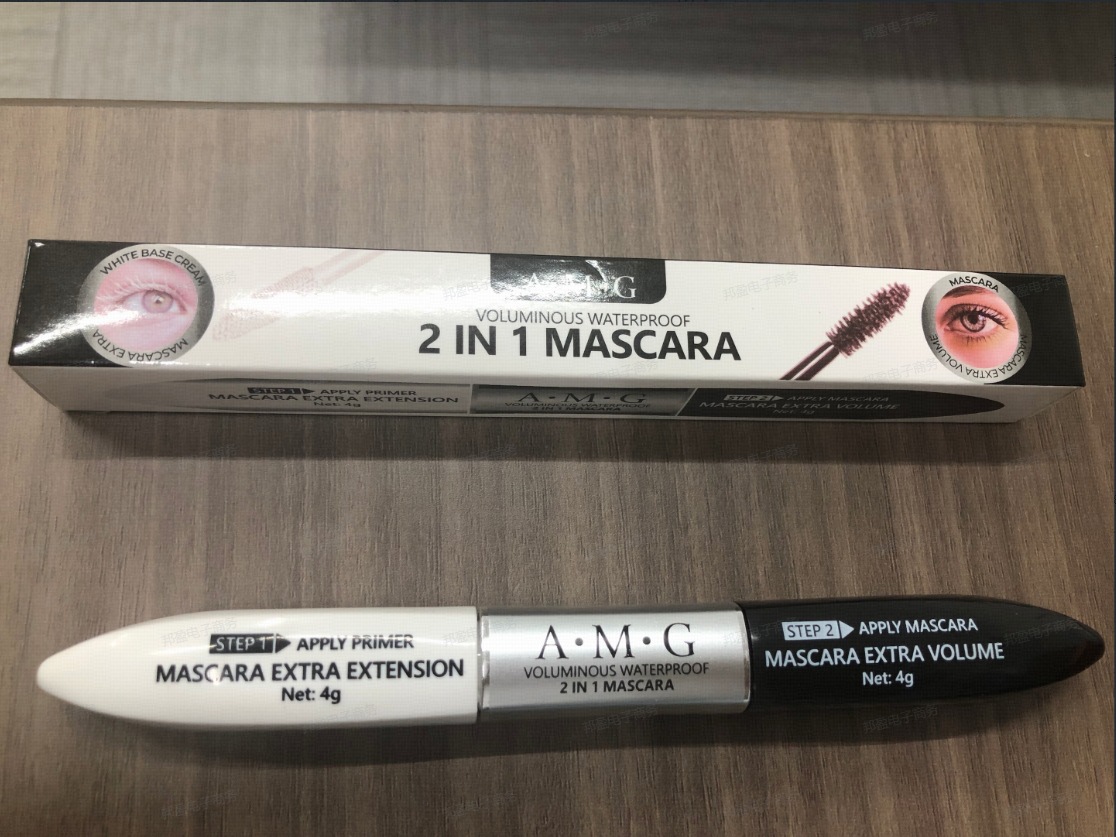 WHITE BASE CREAM
MASCARA EXTRA
A·M·G
VOLUMINOUS WATERPROOF
2 IN 1 MASCARA
MASCARA
MASCARA EXTRA VOLUME
STEP 1 APPLY PRIMER
MASCARA EXTRA EXTENSION
Net: 4g
A·M·G
VOLUMINOUS WATERPROOF
2 IN 1 MASCARA
STEP 2 APPLY MASCARA
MASCARA EXTRA VOLUME
Net: 4g
STEP 1 APPLY PRIMER
MASCARA EXTRA EXTENSION
Net: 4g
A·M·G
VOLUMINOUS WATERPROOF
2 IN 1 MASCARA
STEP 2 APPLY MASCARA
MASCARA EXTRA VOLUME
Net: 4g